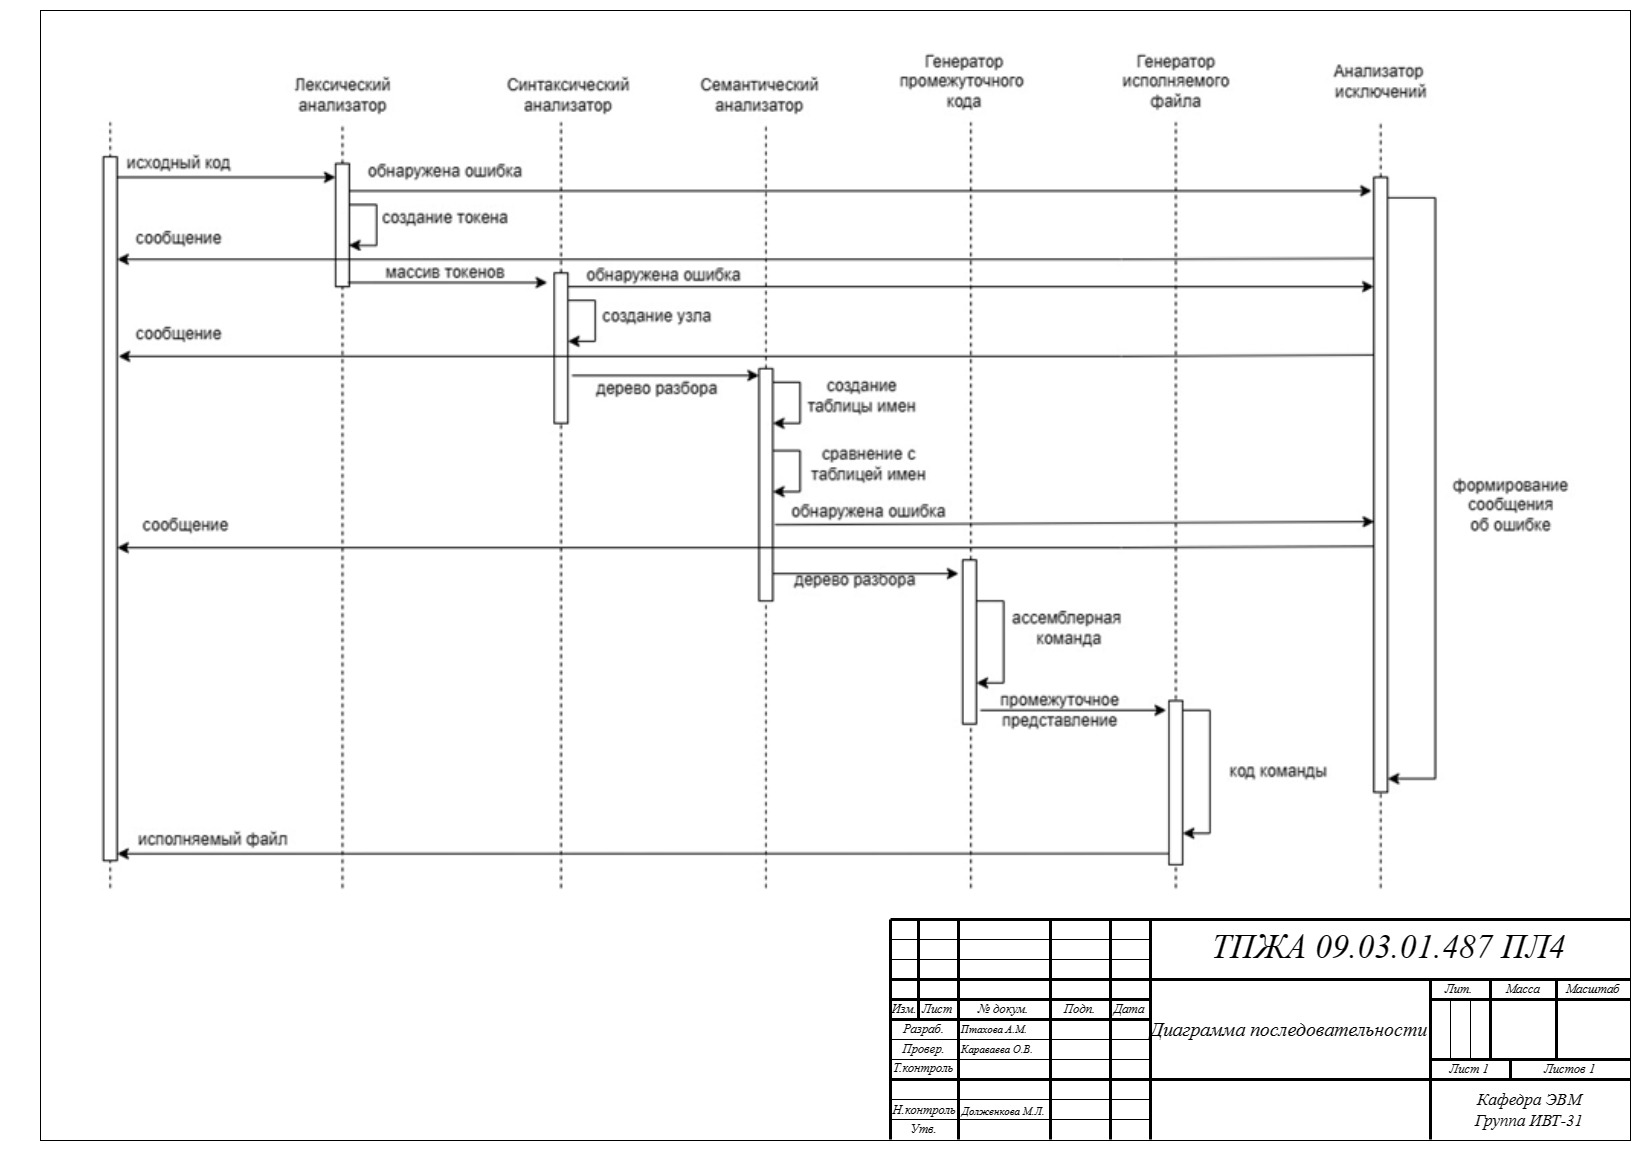 Лексический
анализатор
Синтаксический
анализатор
Семантический
анализатор
Генератор
промежуточного
кода
Генератор
исполняемого
файла
Анализатор
исключений
исходный код
обнаружена ошибка
создание токена
сообщение
массив токенов
обнаружена ошибка
создание узла
сообщение
дерево разбора
создание
таблицы имен
сравнение с
таблицей имен
обнаружена ошибка
сообщение
формирование
сообщения
об ошибке
дерево разбора
ассемблерная
команда
промежуточное
представление
код команды
исполняемый файл
ТПЖА 09.03.01.487 ПЛ4
Лит. Масса Масштаб
Изм. Лист № докум. Подп. Дата
Разраб. Птахова А.М.
Диаграмма последовательности
Провер. Караваева О.В.
Т.контроль
Лист 1 Листов 1
Н.контроль Долженкова М.Л.
Утв.
Кафедра ЭВМ
Группа ИВТ-31